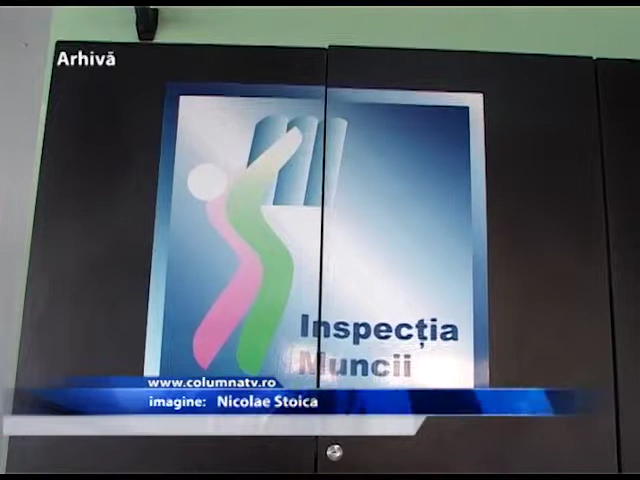 Arhivă
Inspecția
Muncii
www.columnatv.ro
imagine: Nicolae Stoica